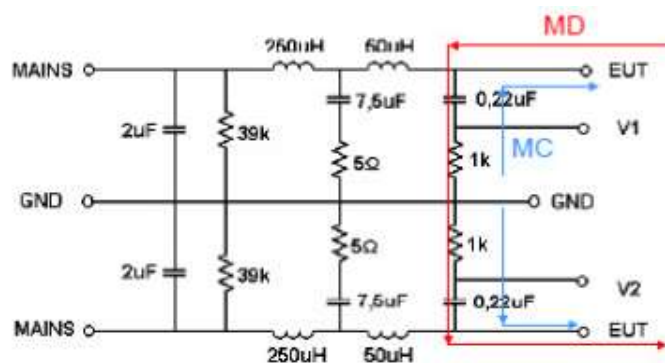 MD
250uH 50uH
MAINS EUT
7,5uF 0,22uF
2uF 39k V1
MC
5Ω 1k
GND GND
5Ω 1k
2uF 39k V2
7,5uF 0,22uF
MAINS EUT
250uH 50uH